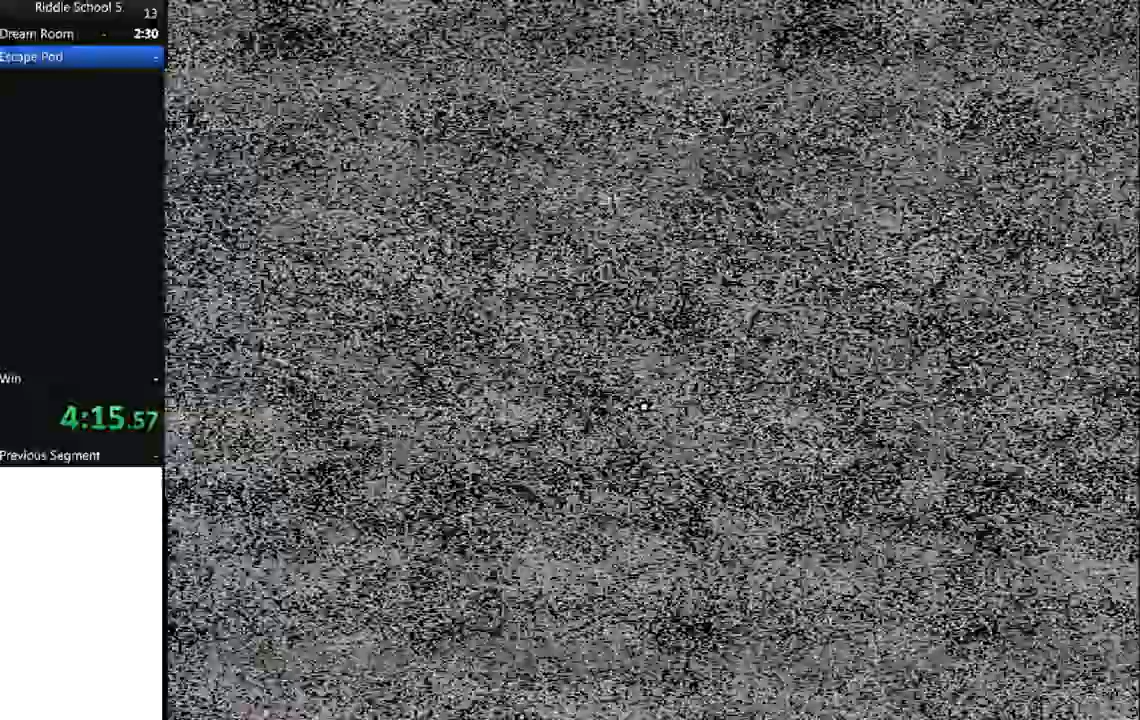 Riddle School 5
13
Dream Room - 2:30
Escape Pod -
Win -
4:15.57
Previous Segment -